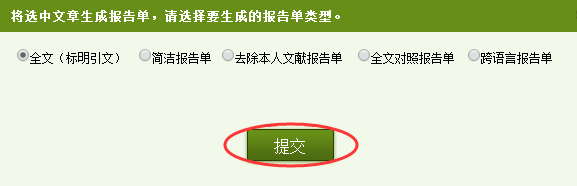 将选中文章生成报告单，请选择要生成的报告单类型。
全文（标明引文） 简洁报告单 去除本人文献报告单 全文对照报告单 跨语言报告单
提交